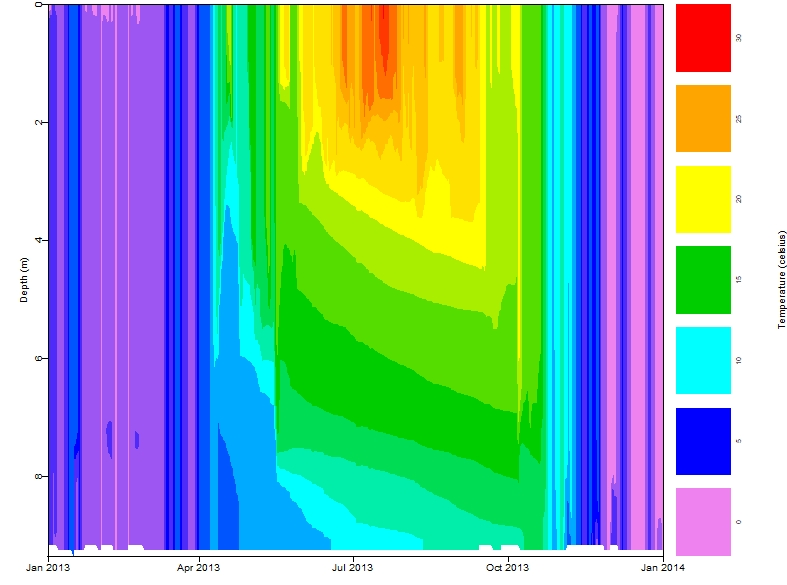 0
2
4
6
8
Depth (m)
Jan 2013
Apr 2013
Jul 2013
Oct 2013
Jan 2014
30
25
20
15
10
5
0
Temperature (celsius)